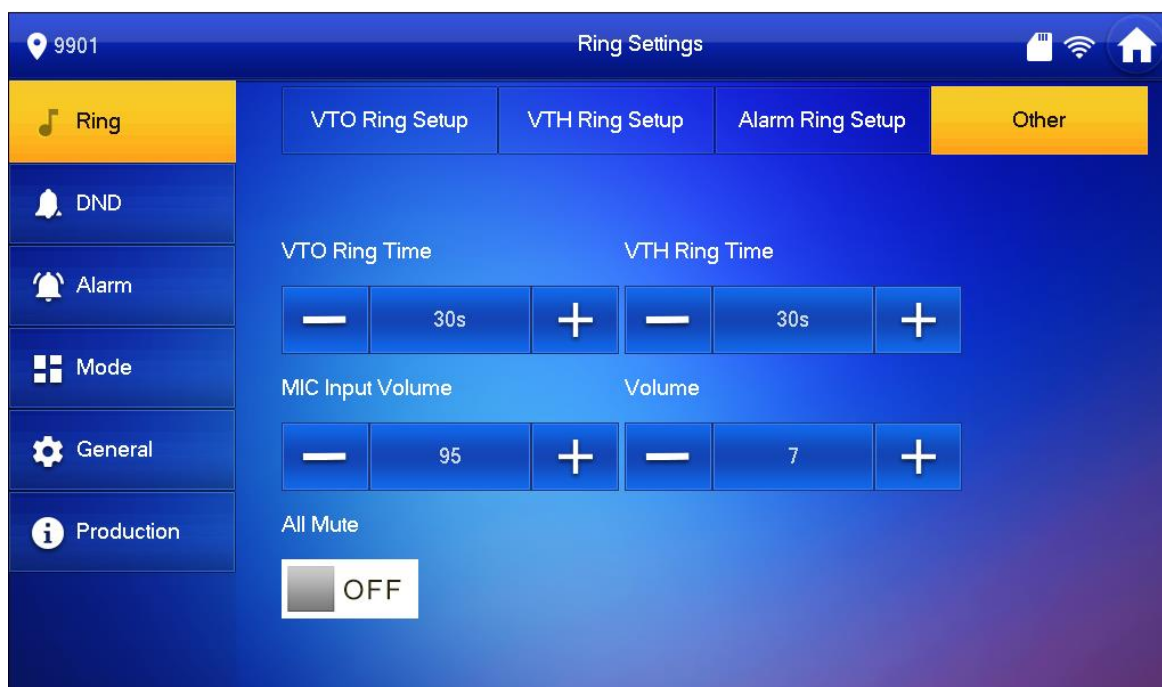 9901
Ring Settings
Ring
VTO Ring Setup
VTH Ring Setup
Alarm Ring Setup
Other
DND
Alarm
Mode
General
Production
VTO Ring Time
VTH Ring Time
30s
30s
MIC Input Volume
Volume
95
7
All Mute
OFF